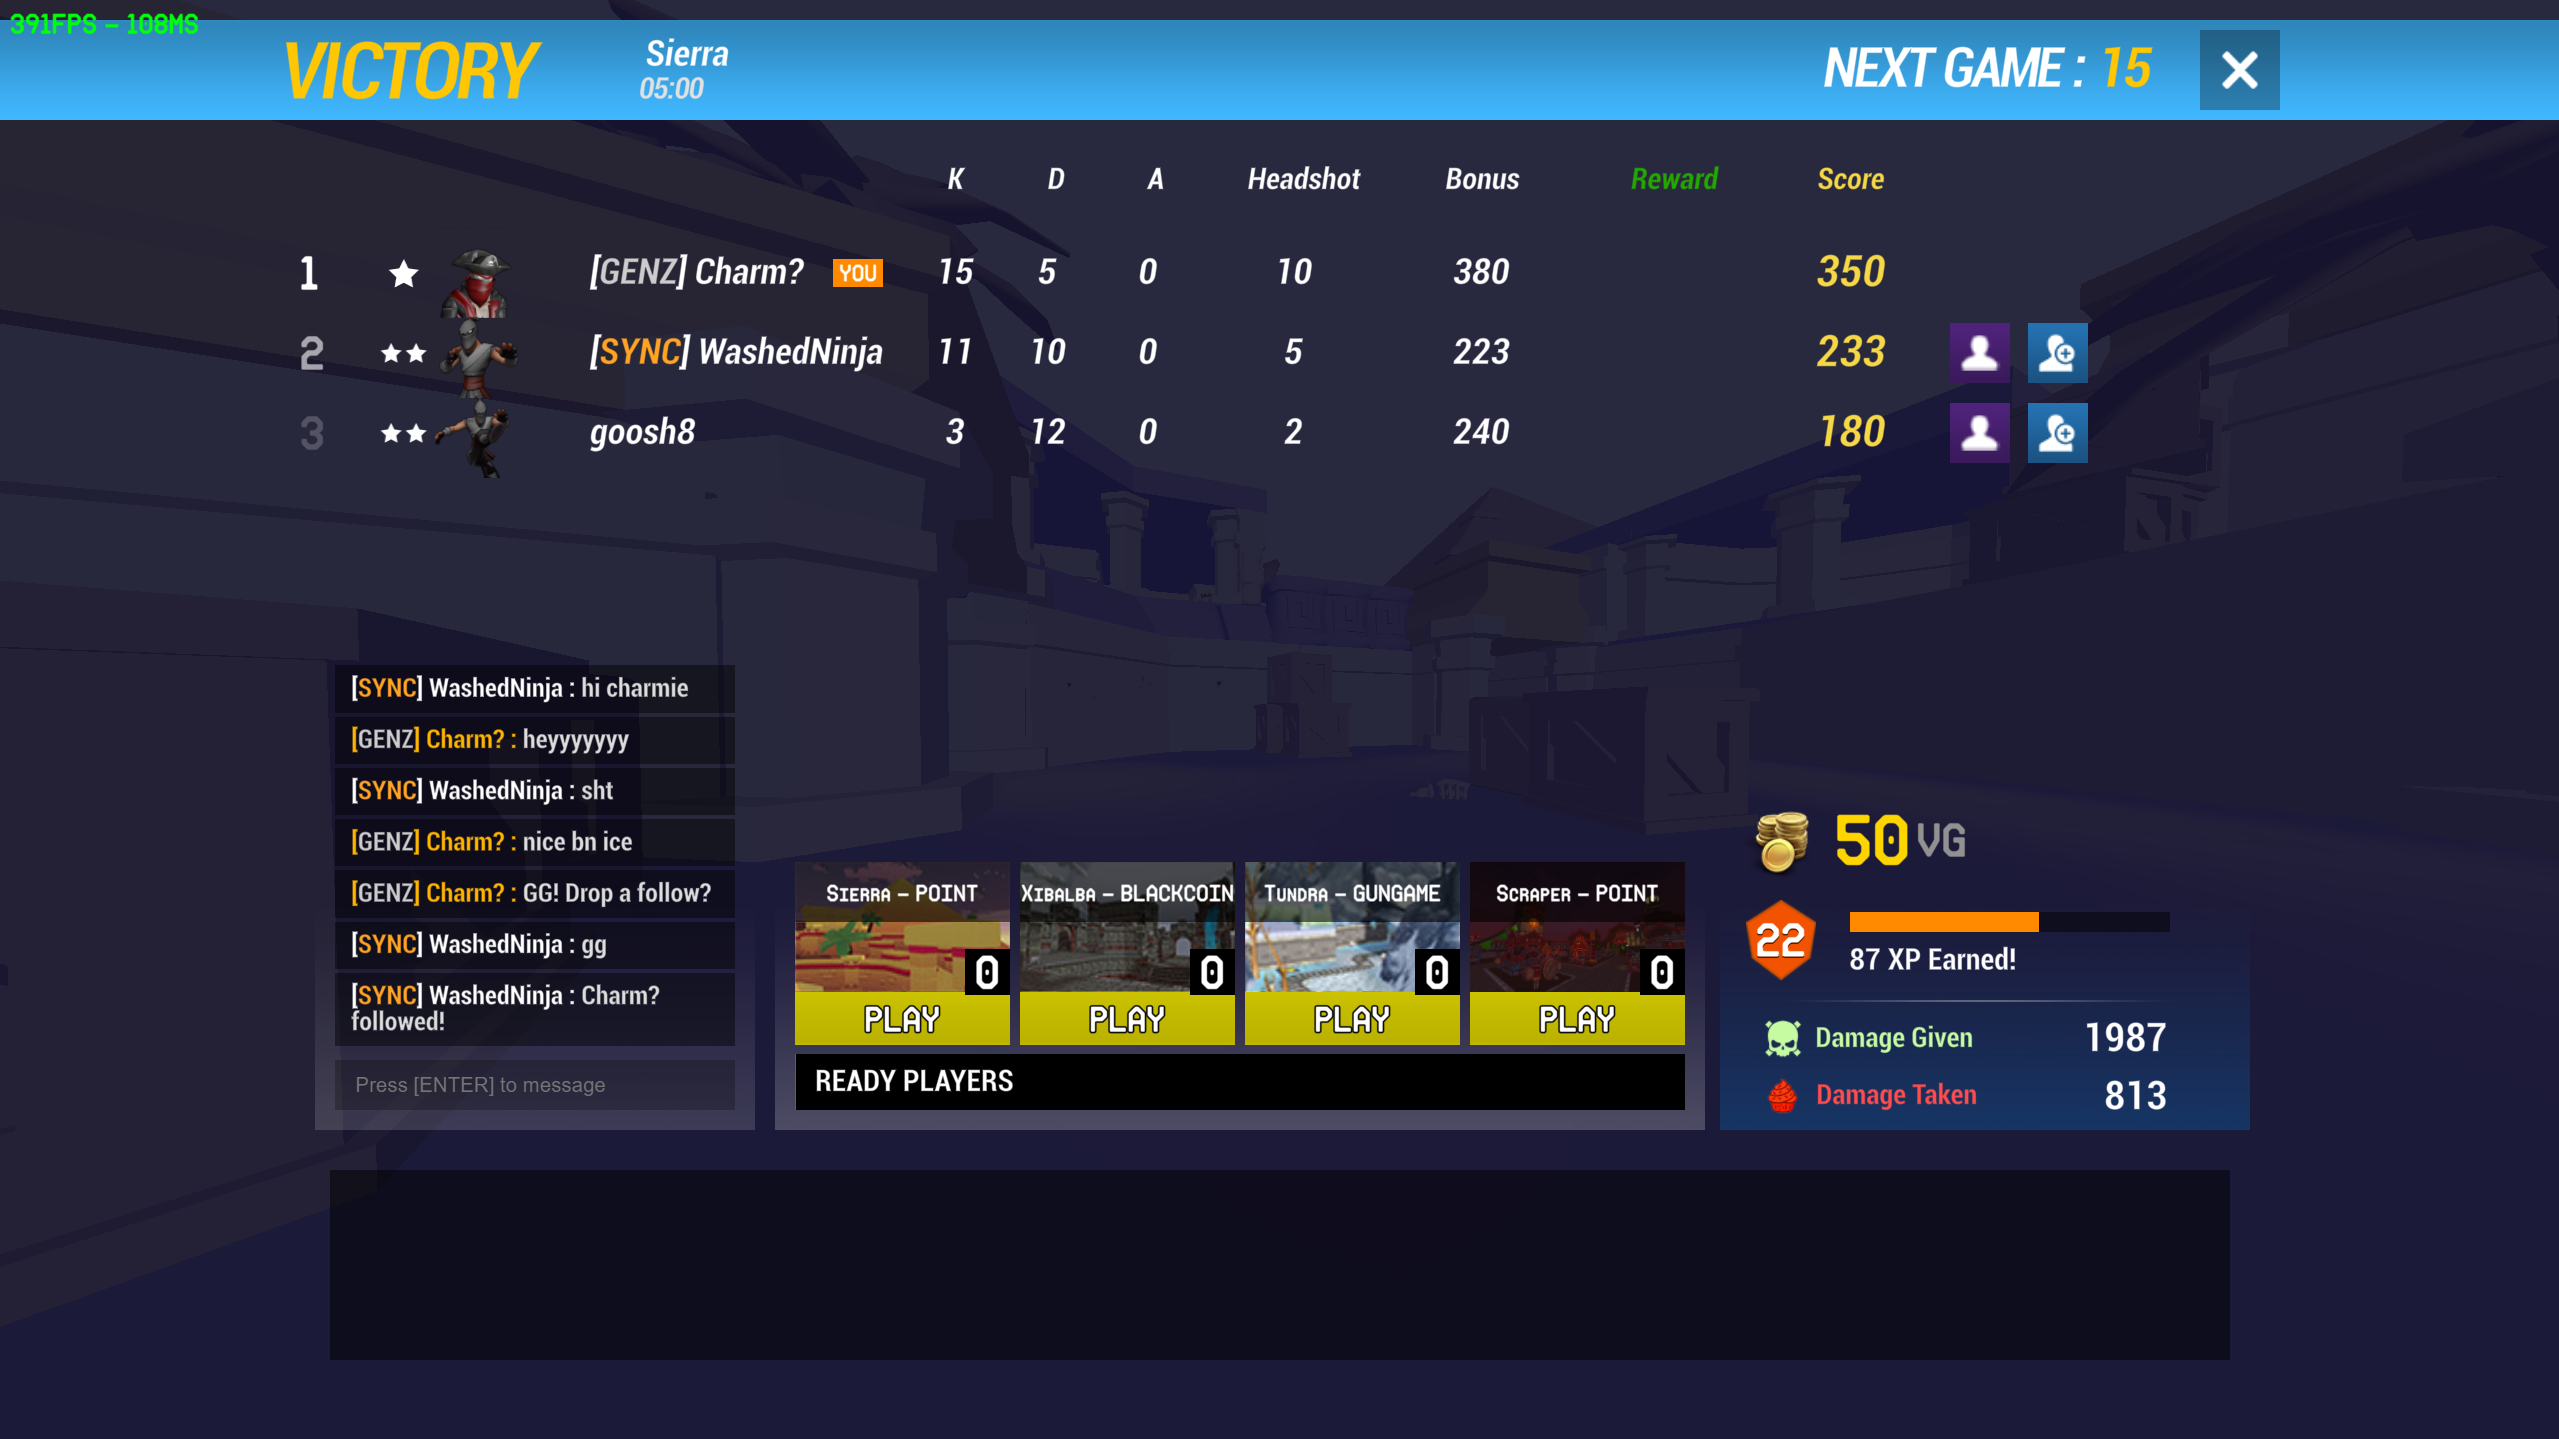 391FPS - 108MS
VICTORY
Sierra
05:00
NEXT GAME : 15
K D A Headshot Bonus Reward Score
1 [GENZ] Charm? YOU 15 5 0 10 380 350
2 [SYNC] WashedNinja 11 10 0 5 223 233
3 goosh8 3 12 0 2 240 180
[SYNC] WashedNinja : hi charmie
[GENZ] Charm? : heyyyyyyy
[SYNC] WashedNinja : sht
[GENZ] Charm? : nice bn ice
[GENZ] Charm? : GG! Drop a follow?
[SYNC] WashedNinja : gg
[SYNC] WashedNinja : Charm?
followed!
Press [ENTER] to message
SIERRA - POINT
0
PLAY
XIBALBA - BLACKCOIN
0
PLAY
TUNDRA - GUNGAME
0
PLAY
SCRAPER - POINT
0
PLAY
READY PLAYERS
50 VG
22
87 XP Earned!
Damage Given 1987
Damage Taken 813